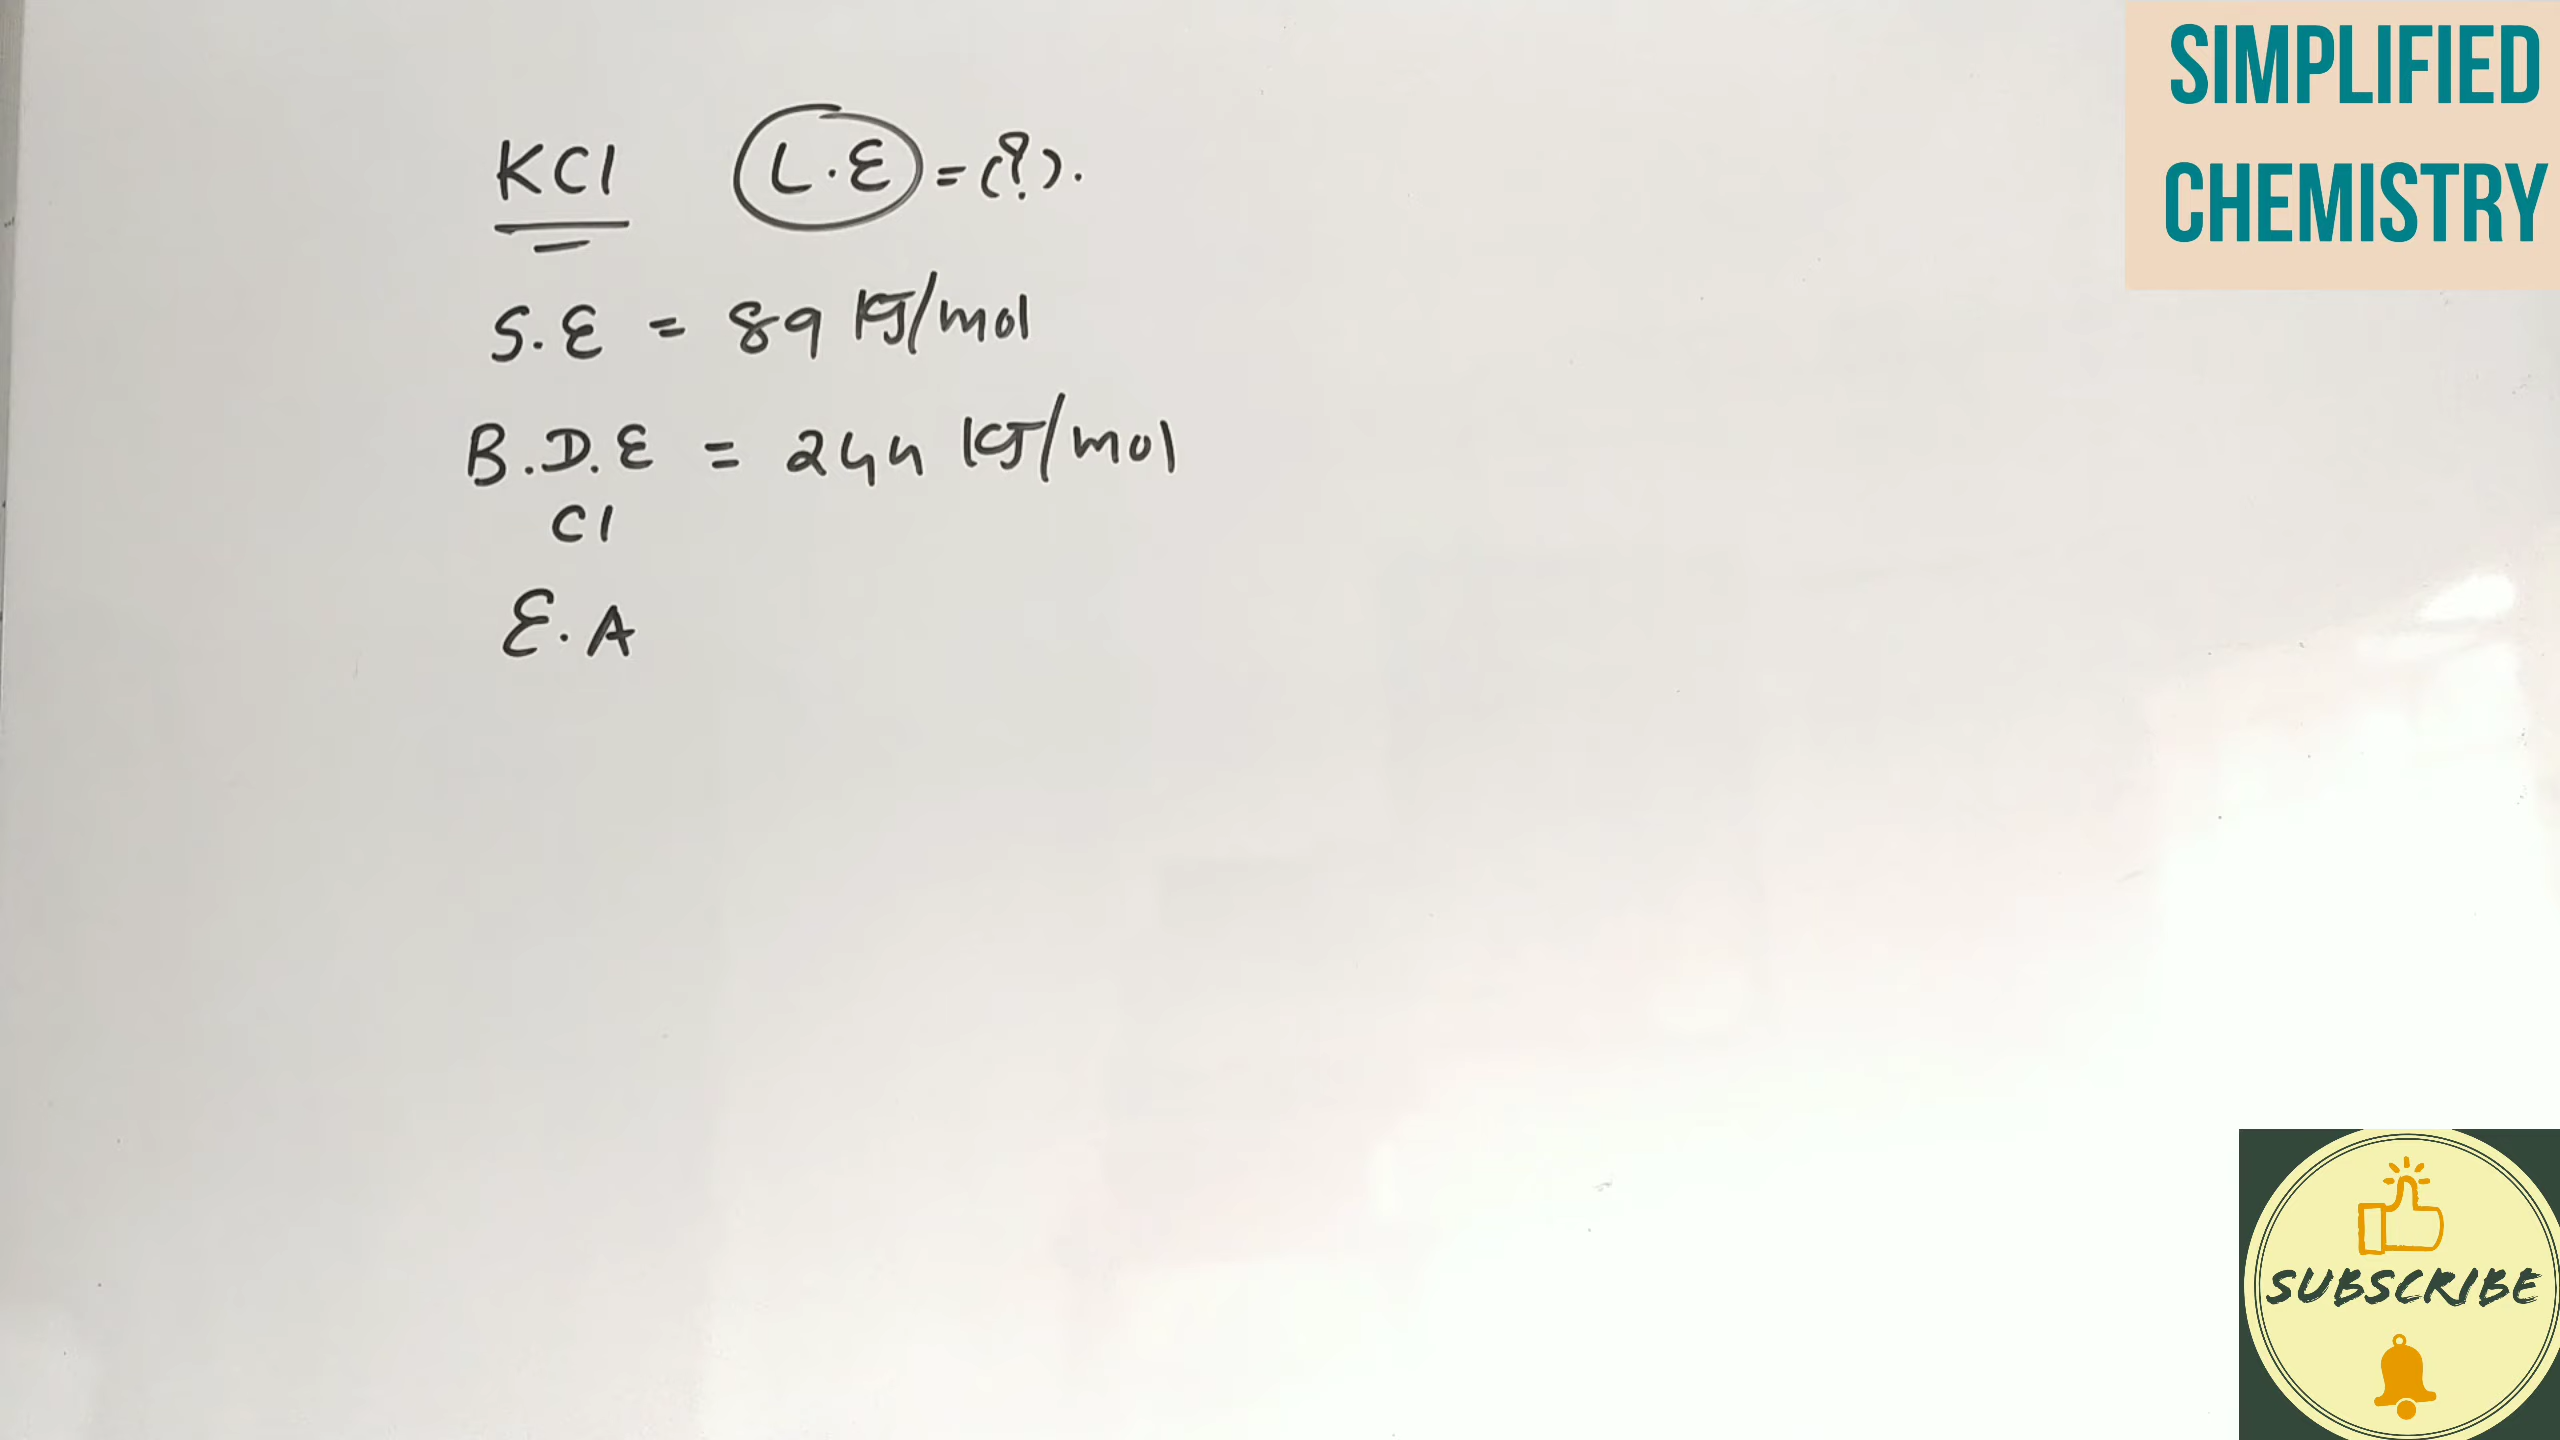 KCl L.E = (?).
S.E = 89 KJ/mol
B.D.E = 244 KJ/mol
Cl
E.A
SIMPLIFIED
CHEMISTRY
SUBSCRIBE